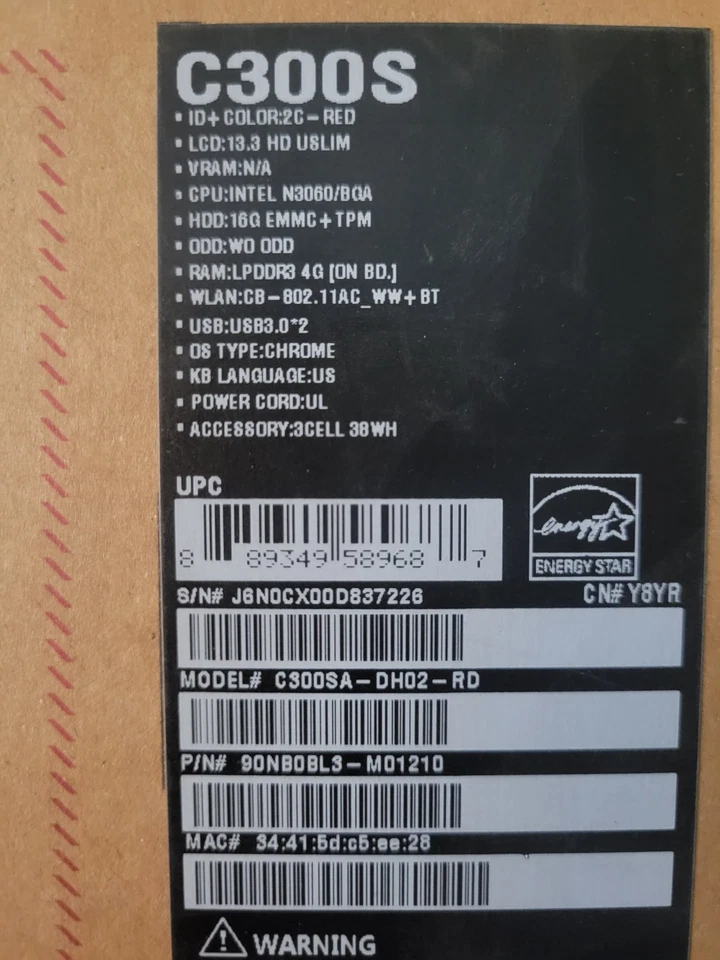 C300S
▪ ID+ COLOR:2C-RED
▪ LCD:13.3 HD USLIM
▪ VRAM:N/A
▪ CPU:INTEL N3060/BGA
▪ HDD:16G EMMC+TPM
▪ ODD:WO ODD
▪ RAM:LPDDR3 4G [ON BD.]
▪ WLAN:CB-802.11AC_WW+BT
▪ USB:USB3.0*2
▪ OS TYPE:CHROME
▪ KB LANGUAGE:US
▪ POWER CORD:UL
▪ ACCESSORY:3CELL 38WH
UPC
8 89349 58968 7
energy
ENERGY STAR
S/N# J6N0CX00D837226 CN# Y8YR
MODEL# C300SA-DH02-RD
P/N# 90NB0BL3-M01210
MAC# 34:41:5d:c5:ee:28
WARNING